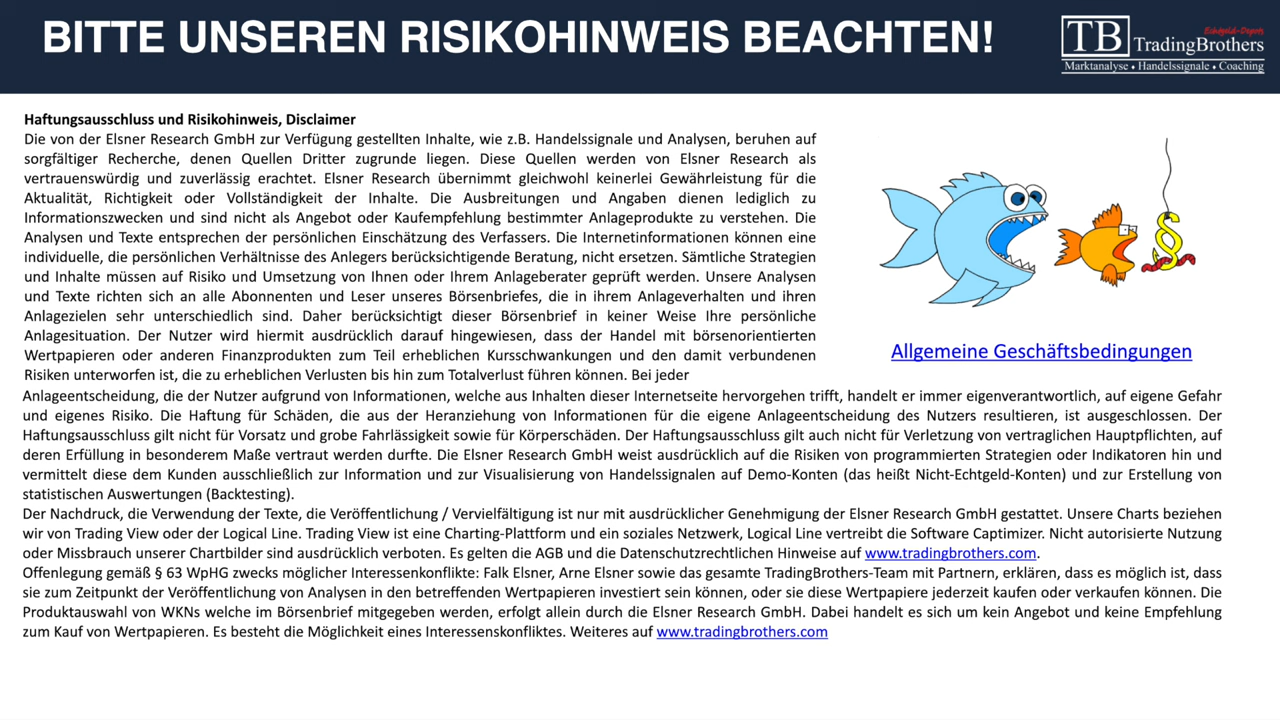 BITTE UNSEREN RISIKOHINWEIS BEACHTEN!
TB
Echtgeld-Depots
TradingBrothers
Marktanalyse • Handelssignale • Coaching
Haftungsausschluss und Risikohinweis, Disclaimer
Die von der Elsner Research GmbH zur Verfügung gestellten Inhalte, wie z.B. Handelssignale und Analysen, beruhen auf
sorgfältiger Recherche, denen Quellen Dritter zugrunde liegen. Diese Quellen werden von Elsner Research als
vertrauenswürdig und zuverlässig erachtet. Elsner Research übernimmt gleichwohl keinerlei Gewährleistung für die
Aktualität, Richtigkeit oder Vollständigkeit der Inhalte. Die Ausbreitungen und Angaben dienen lediglich zu
Informationszwecken und sind nicht als Angebot oder Kaufempfehlung bestimmter Anlageprodukte zu verstehen. Die
Analysen und Texte entsprechen der persönlichen Einschätzung des Verfassers. Die Internetinformationen können eine
individuelle, die persönlichen Verhältnisse des Anlegers berücksichtigende Beratung, nicht ersetzen. Sämtliche Strategien
und Inhalte müssen auf Risiko und Umsetzung von Ihnen oder Ihrem Anlageberater geprüft werden. Unsere Analysen
und Texte richten sich an alle Abonnenten und Leser unseres Börsenbriefes, die in ihrem Anlageverhalten und ihren
Anlagezielen sehr unterschiedlich sind. Daher berücksichtigt dieser Börsenbrief in keiner Weise Ihre persönliche
Anlagesituation. Der Nutzer wird hiermit ausdrücklich darauf hingewiesen, dass der Handel mit börsenorientierten
Wertpapieren oder anderen Finanzprodukten zum Teil erheblichen Kursschwankungen und den damit verbundenen
Risiken unterworfen ist, die zu erheblichen Verlusten bis hin zum Totalverlust führen können. Bei jeder
§
Allgemeine Geschäftsbedingungen
Anlageentscheidung, die der Nutzer aufgrund von Informationen, welche aus Inhalten dieser Internetseite hervorgehen trifft, handelt er immer eigenverantwortlich, auf eigene Gefahr
und eigenes Risiko. Die Haftung für Schäden, die aus der Heranziehung von Informationen für die eigene Anlageentscheidung des Nutzers resultieren, ist ausgeschlossen. Der
Haftungsausschluss gilt nicht für Vorsatz und grobe Fahrlässigkeit sowie für Körperschäden. Der Haftungsausschluss gilt auch nicht für Verletzung von vertraglichen Hauptpflichten, auf
deren Erfüllung in besonderem Maße vertraut werden durfte. Die Elsner Research GmbH weist ausdrücklich auf die Risiken von programmierten Strategien oder Indikatoren hin und
vermittelt diese dem Kunden ausschließlich zur Information und zur Visualisierung von Handelssignalen auf Demo-Konten (das heißt Nicht-Echtgeld-Konten) und zur Erstellung von
statistischen Auswertungen (Backtesting).
Der Nachdruck, die Verwendung der Texte, die Veröffentlichung / Vervielfältigung ist nur mit ausdrücklicher Genehmigung der Elsner Research GmbH gestattet. Unsere Charts beziehen
wir von Trading View oder der Logical Line. Trading View ist eine Charting-Plattform und ein soziales Netzwerk, Logical Line vertreibt die Software Captimizer. Nicht autorisierte Nutzung
oder Missbrauch unserer Chartbilder sind ausdrücklich verboten. Es gelten die AGB und die Datenschutzrechtlichen Hinweise auf www.tradingbrothers.com.
Offenlegung gemäß § 63 WpHG zwecks möglicher Interessenkonflikte: Falk Elsner, Arne Elsner sowie das gesamte TradingBrothers-Team mit Partnern, erklären, dass es möglich ist, dass
sie zum Zeitpunkt der Veröffentlichung von Analysen in den betreffenden Wertpapieren investiert sein können, oder sie diese Wertpapiere jederzeit kaufen oder verkaufen können. Die
Produktauswahl von WKNs welche im Börsenbrief mitgegeben werden, erfolgt allein durch die Elsner Research GmbH. Dabei handelt es sich um kein Angebot und keine Empfehlung
zum Kauf von Wertpapieren. Es besteht die Möglichkeit eines Interessenskonfliktes. Weiteres auf www.tradingbrothers.com